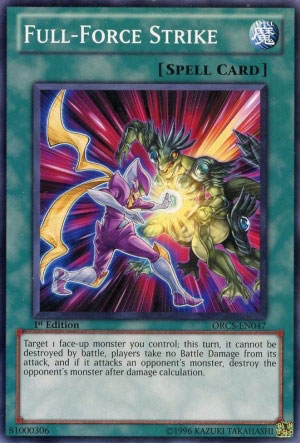 FULL-FORCE STRIKE
魔
[SPELL CARD]
1st Edition
ORCS-EN047
Target 1 face-up monster you control; this turn, it cannot be
destroyed by battle, players take no Battle Damage from its
attack, and if it attacks an opponent's monster, destroy the
opponent's monster after damage calculation.
81000306
©1996 KAZUKI TAKAHASHI